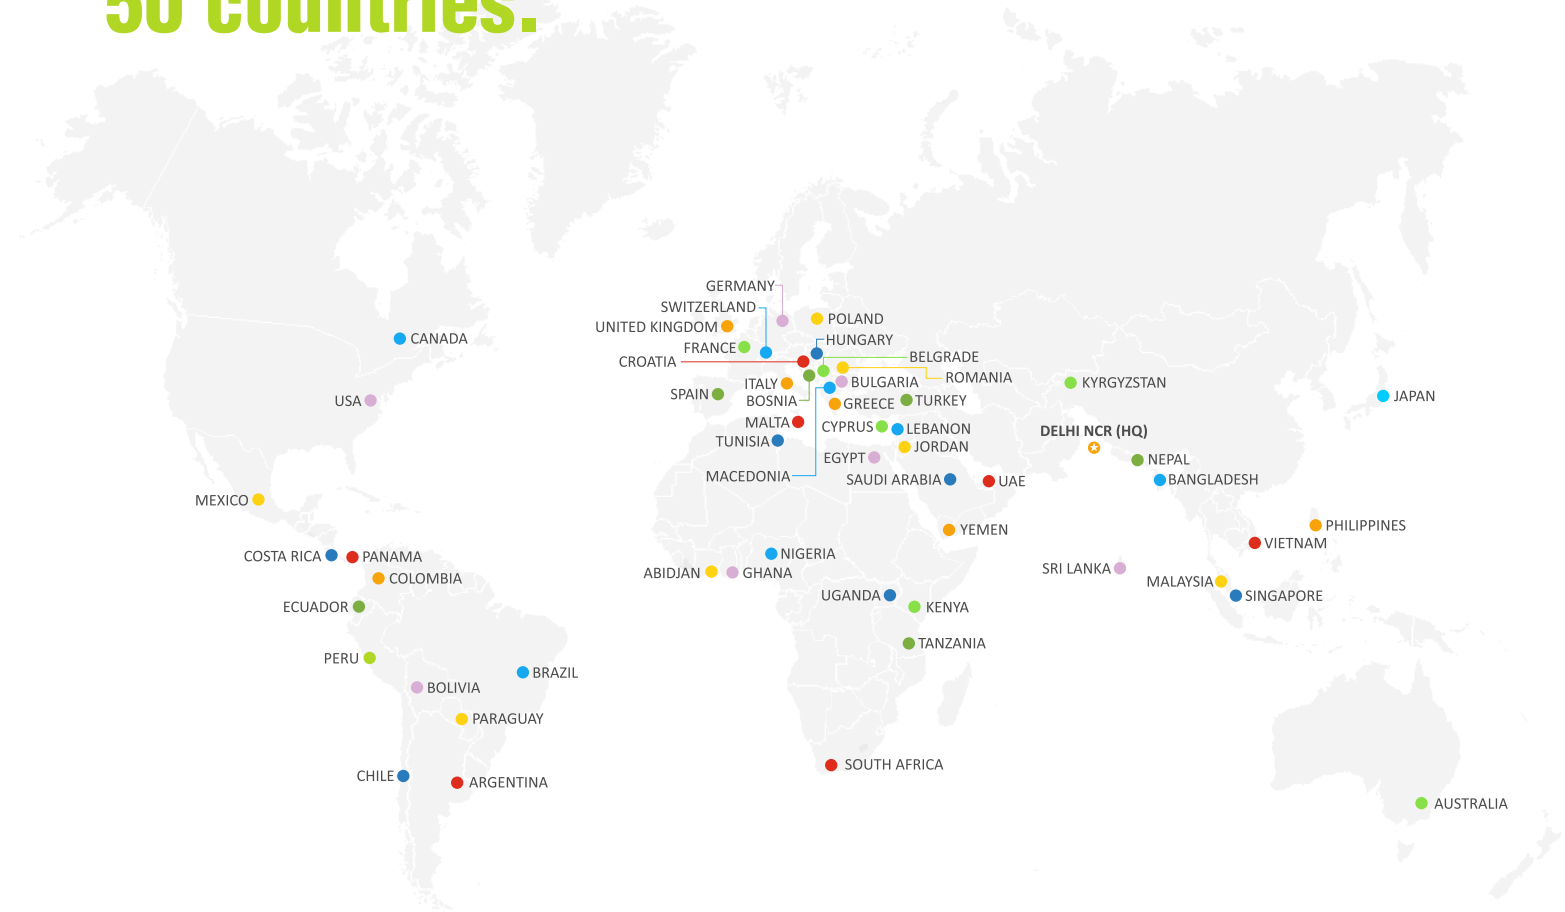 50 countries.
GERMANY
SWITZERLAND
UNITED KINGDOM
POLAND
CANADA
HUNGARY
FRANCE
BELGRADE
CROATIA
ROMANIA
ITALY
BULGARIA
KYRGYZSTAN
SPAIN
JAPAN
USA
BOSNIA
GREECE
TURKEY
MALTA
CYPRUS
LEBANON
DELHI NCR (HQ)
TUNISIA
JORDAN
EGYPT
NEPAL
MACEDONIA
SAUDI ARABIA
UAE
BANGLADESH
MEXICO
PHILIPPINES
YEMEN
VIETNAM
COSTA RICA
PANAMA
NIGERIA
SRI LANKA
ABIDJAN
GHANA
COLOMBIA
MALAYSIA
UGANDA
SINGAPORE
ECUADOR
KENYA
TANZANIA
PERU
BRAZIL
BOLIVIA
PARAGUAY
SOUTH AFRICA
CHILE
ARGENTINA
AUSTRALIA